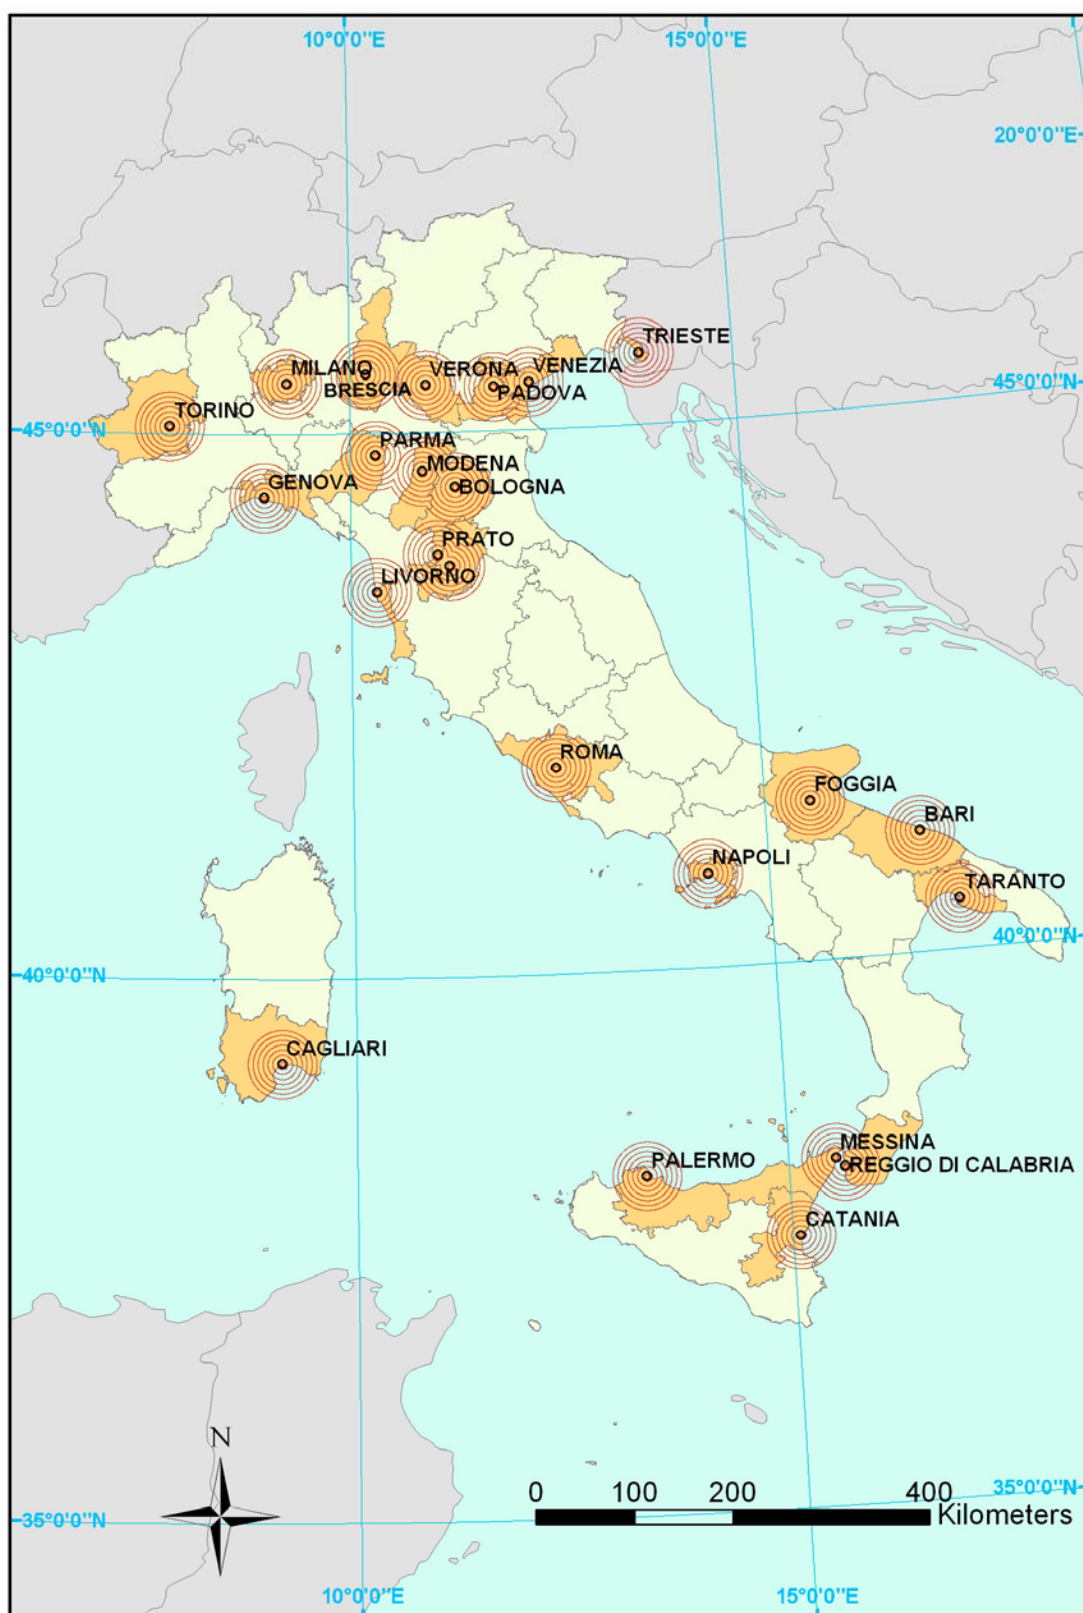 10°0'0"E
15°0'0"E
20°0'0"E
TRIESTE
MILANO
VERONA
VENEZIA
BRESCIA
PADOVA
45°0'0"N
TORINO
45°0'0"N
PARMA
MODENA
GENOVA
BOLOGNA
PRATO
LIVORNO
ROMA
FOGGIA
BARI
NAPOLI
TARANTO
40°0'0"N
40°0'0"N
CAGLIARI
MESSINA
PALERMO
REGGIO DI CALABRIA
CATANIA
N
0 100 200 400
Kilometers
35°0'0"N
35°0'0"N
10°0'0"E
15°0'0"E